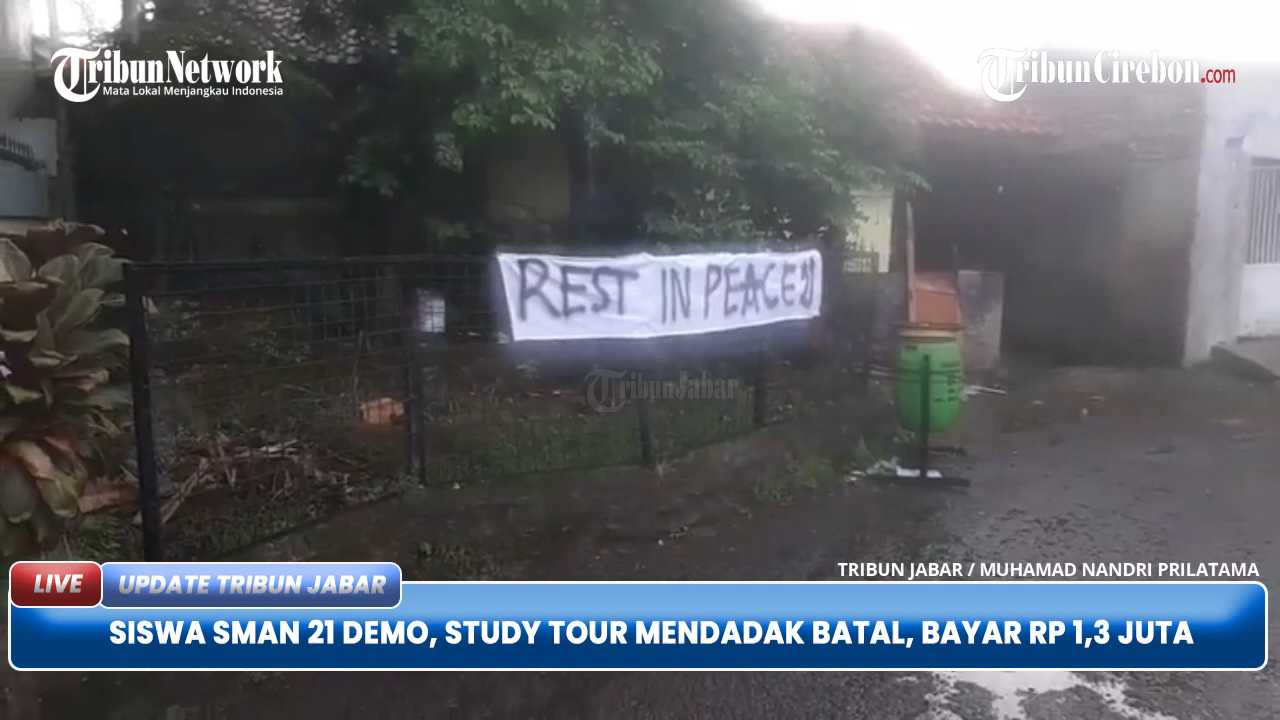 TribunNetwork
Mata Lokal Menjangkau Indonesia
TribunCirebon.com
REST IN PEACE 21
TribunJabar
TRIBUN JABAR / MUHAMAD NANDRI PRILATAMA
LIVE
UPDATE TRIBUN JABAR
SISWA SMAN 21 DEMO, STUDY TOUR MENDADAK BATAL, BAYAR RP 1,3 JUTA